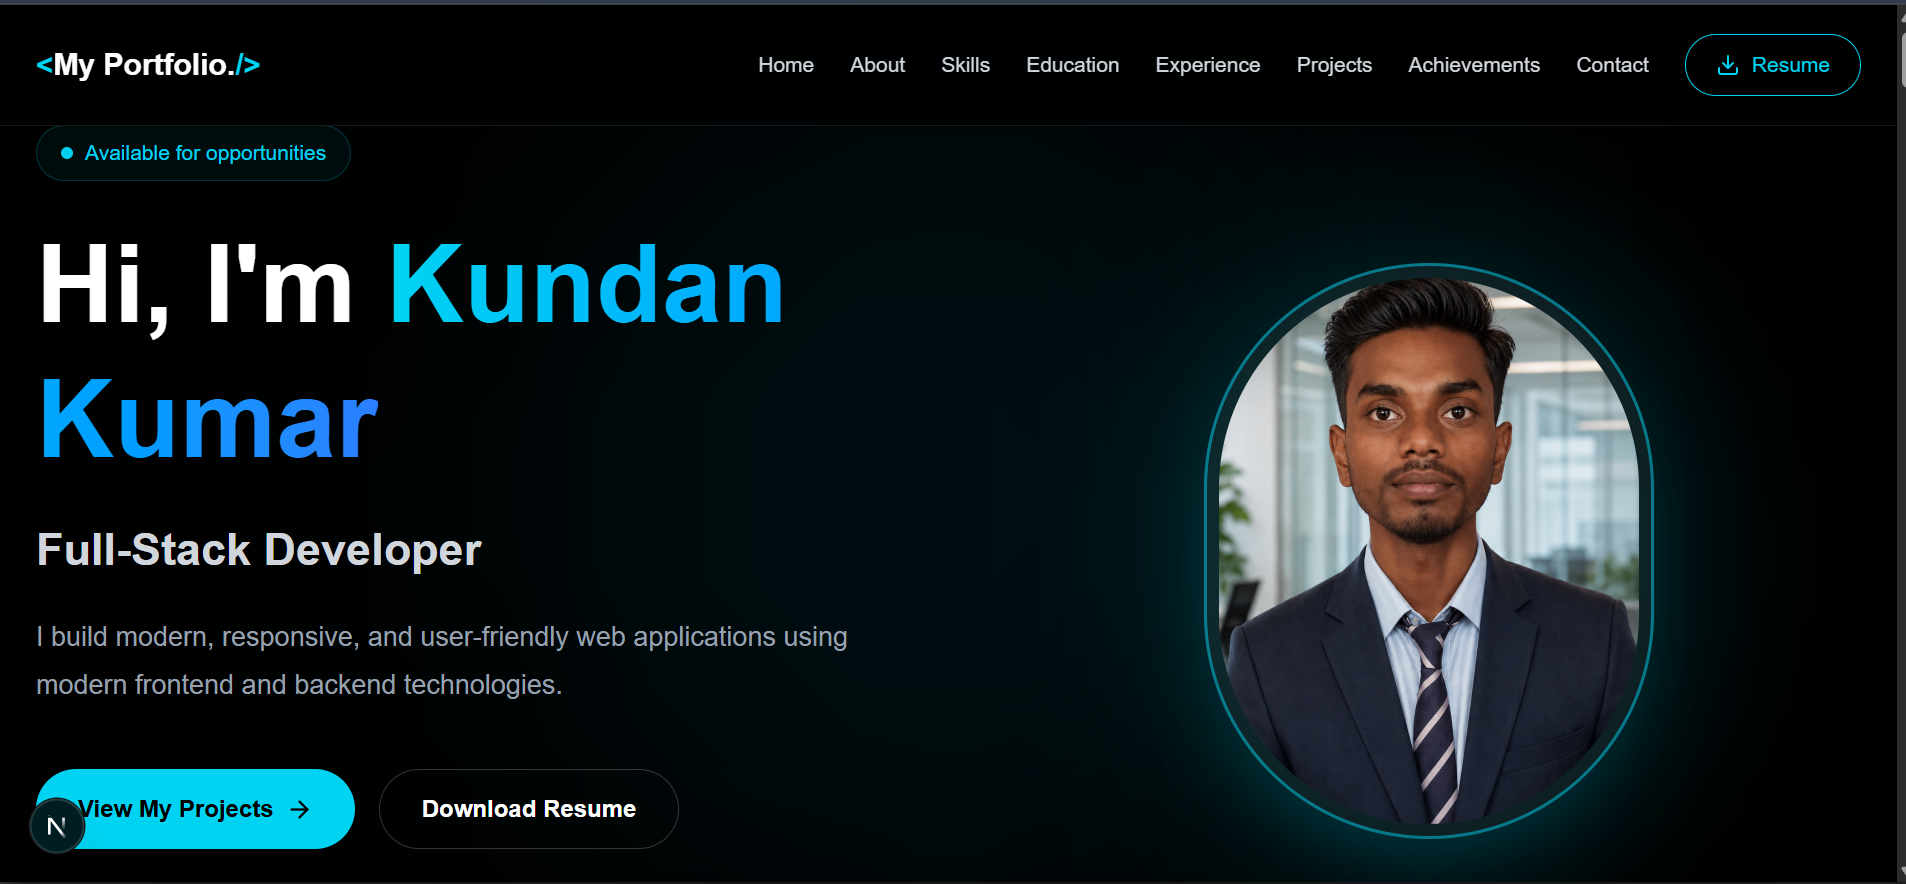 <My Portfolio./>
Home About Skills Education Experience Projects Achievements Contact Resume
Available for opportunities
Hi, I'm Kundan
Kumar
Full-Stack Developer
I build modern, responsive, and user-friendly web applications using
modern frontend and backend technologies.
View My Projects → Download Resume
N